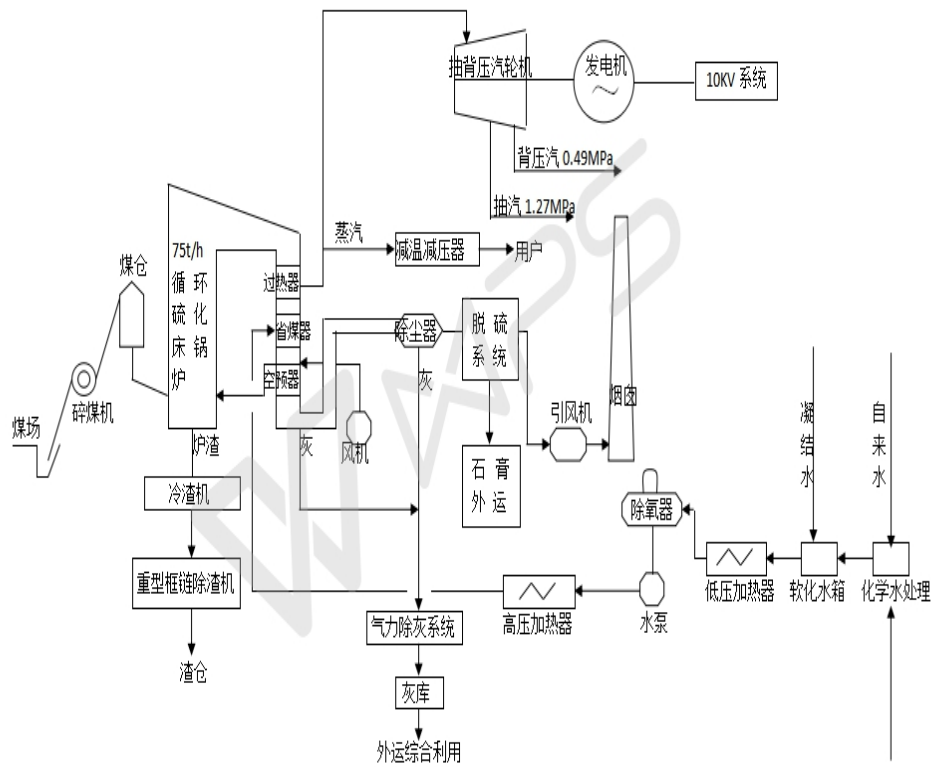 抽背压汽轮机
发电机
10KV 系统
背压汽 0.49MPa
抽汽 1.27MPa
蒸汽
减温减压器
用户
75t/h
循 环
硫 化
床 锅
炉
过热器
省煤器
空预器
煤仓
碎煤机
煤场
除尘器
脱 硫
系 统
灰
烟囱
引风机
石 膏
外 运
风机
灰
炉渣
冷渣机
重型框链除渣机
渣仓
凝
结
水
自
来
水
除氧器
低压加热器
软化水箱
化学水处理
水泵
高压加热器
气力除灰系统
灰库
外运综合利用
WPS